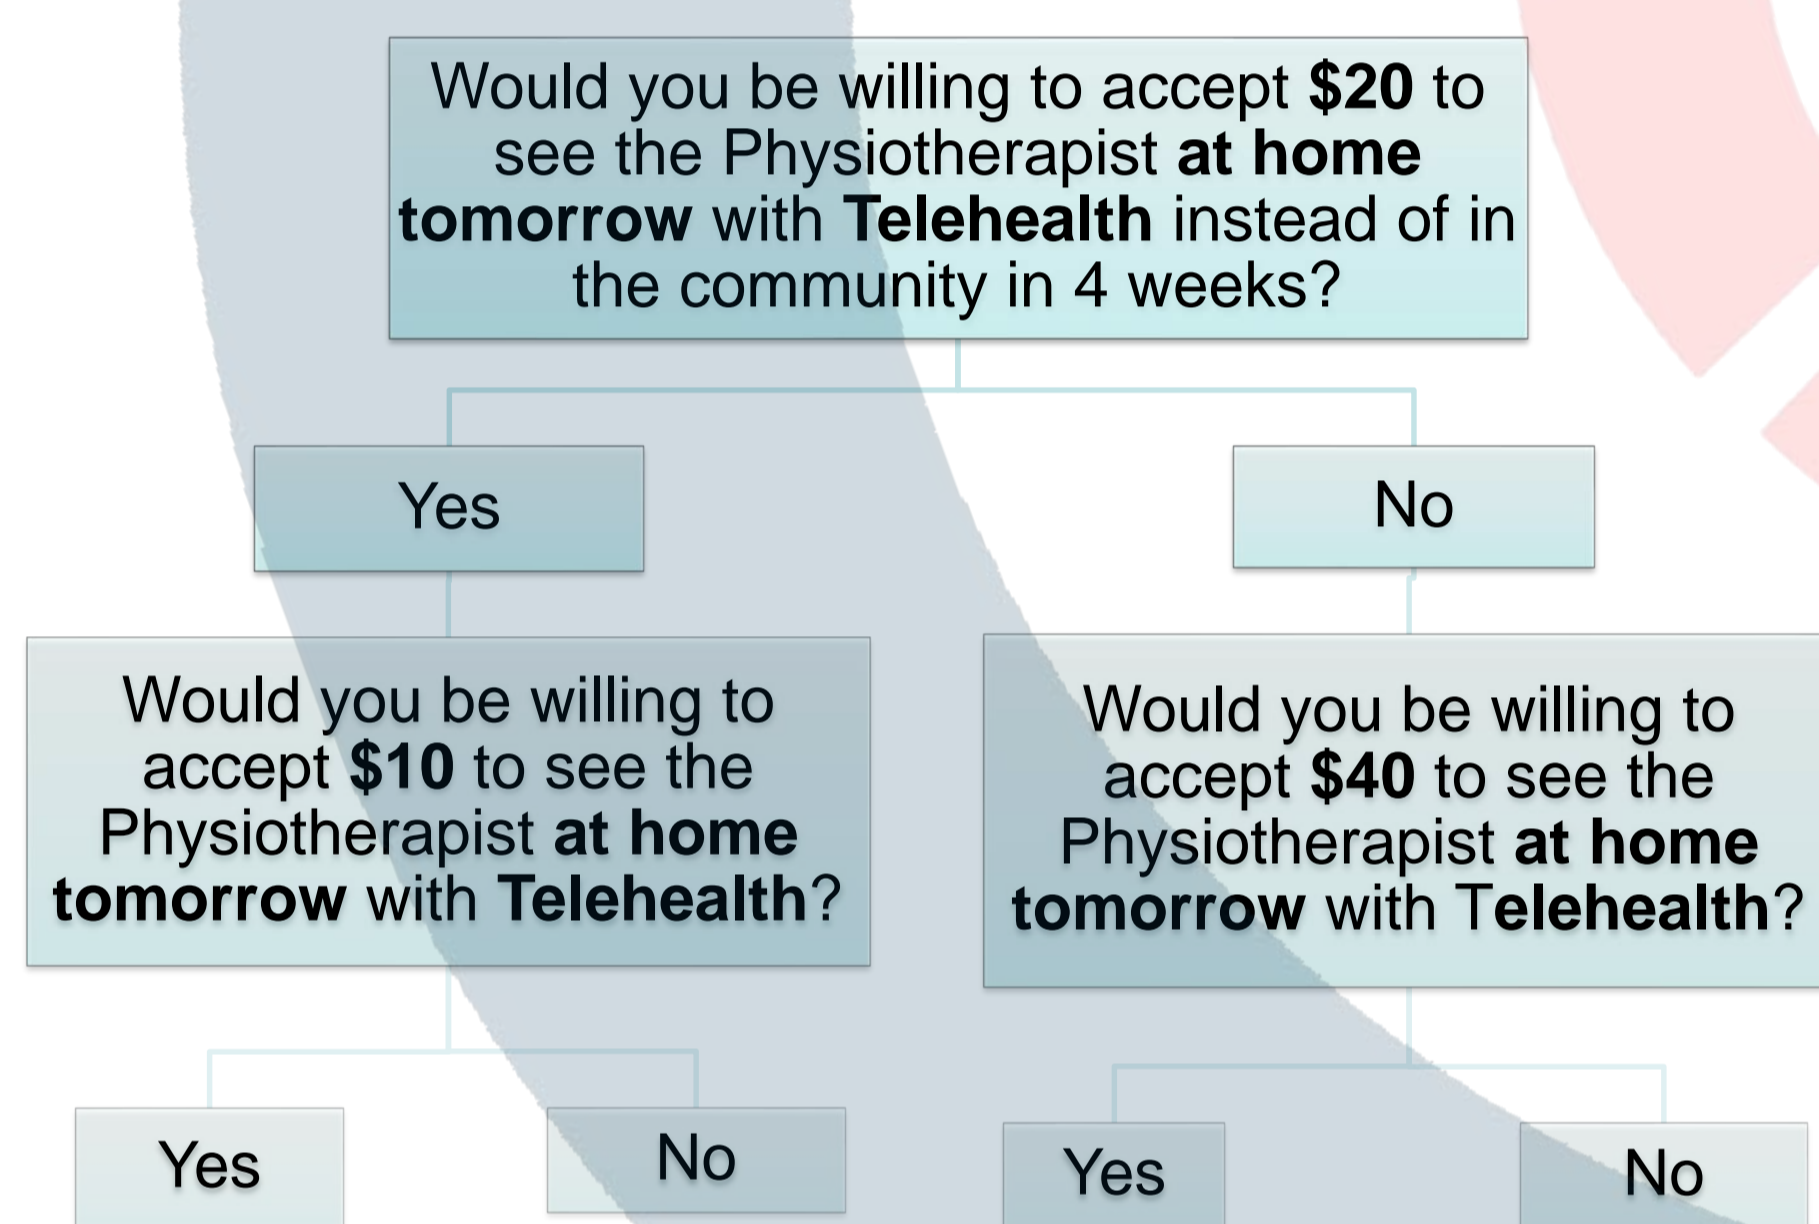 Would you be willing to accept $20 to
see the Physiotherapist at home
tomorrow with Telehealth instead of in
the community in 4 weeks?
Yes
No
Would you be willing to
accept $10 to see the
Physiotherapist at home
tomorrow with Telehealth?
Would you be willing to
accept $40 to see the
Physiotherapist at home
tomorrow with Telehealth?
Yes
No
Yes
No